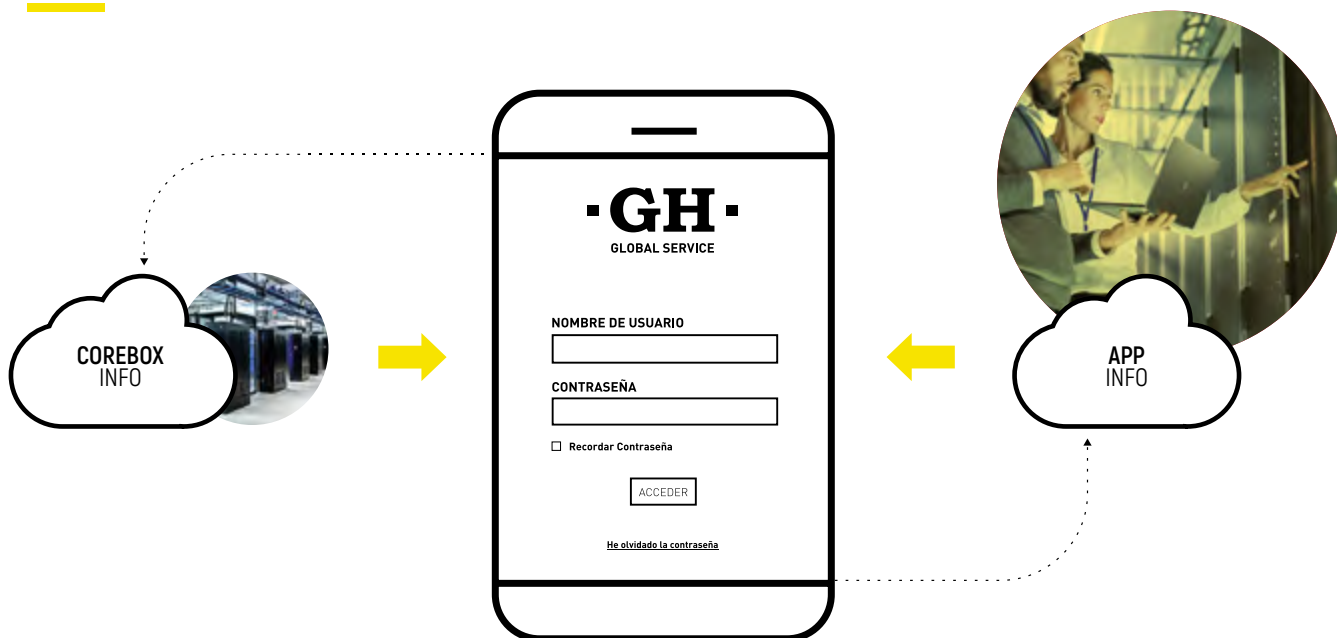 ·GH·
GLOBAL SERVICE
NOMBRE DE USUARIO
CONTRASEÑA
Recordar Contraseña
ACCEDER
He olvidado la contraseña
COREBOX
INFO
APP
INFO